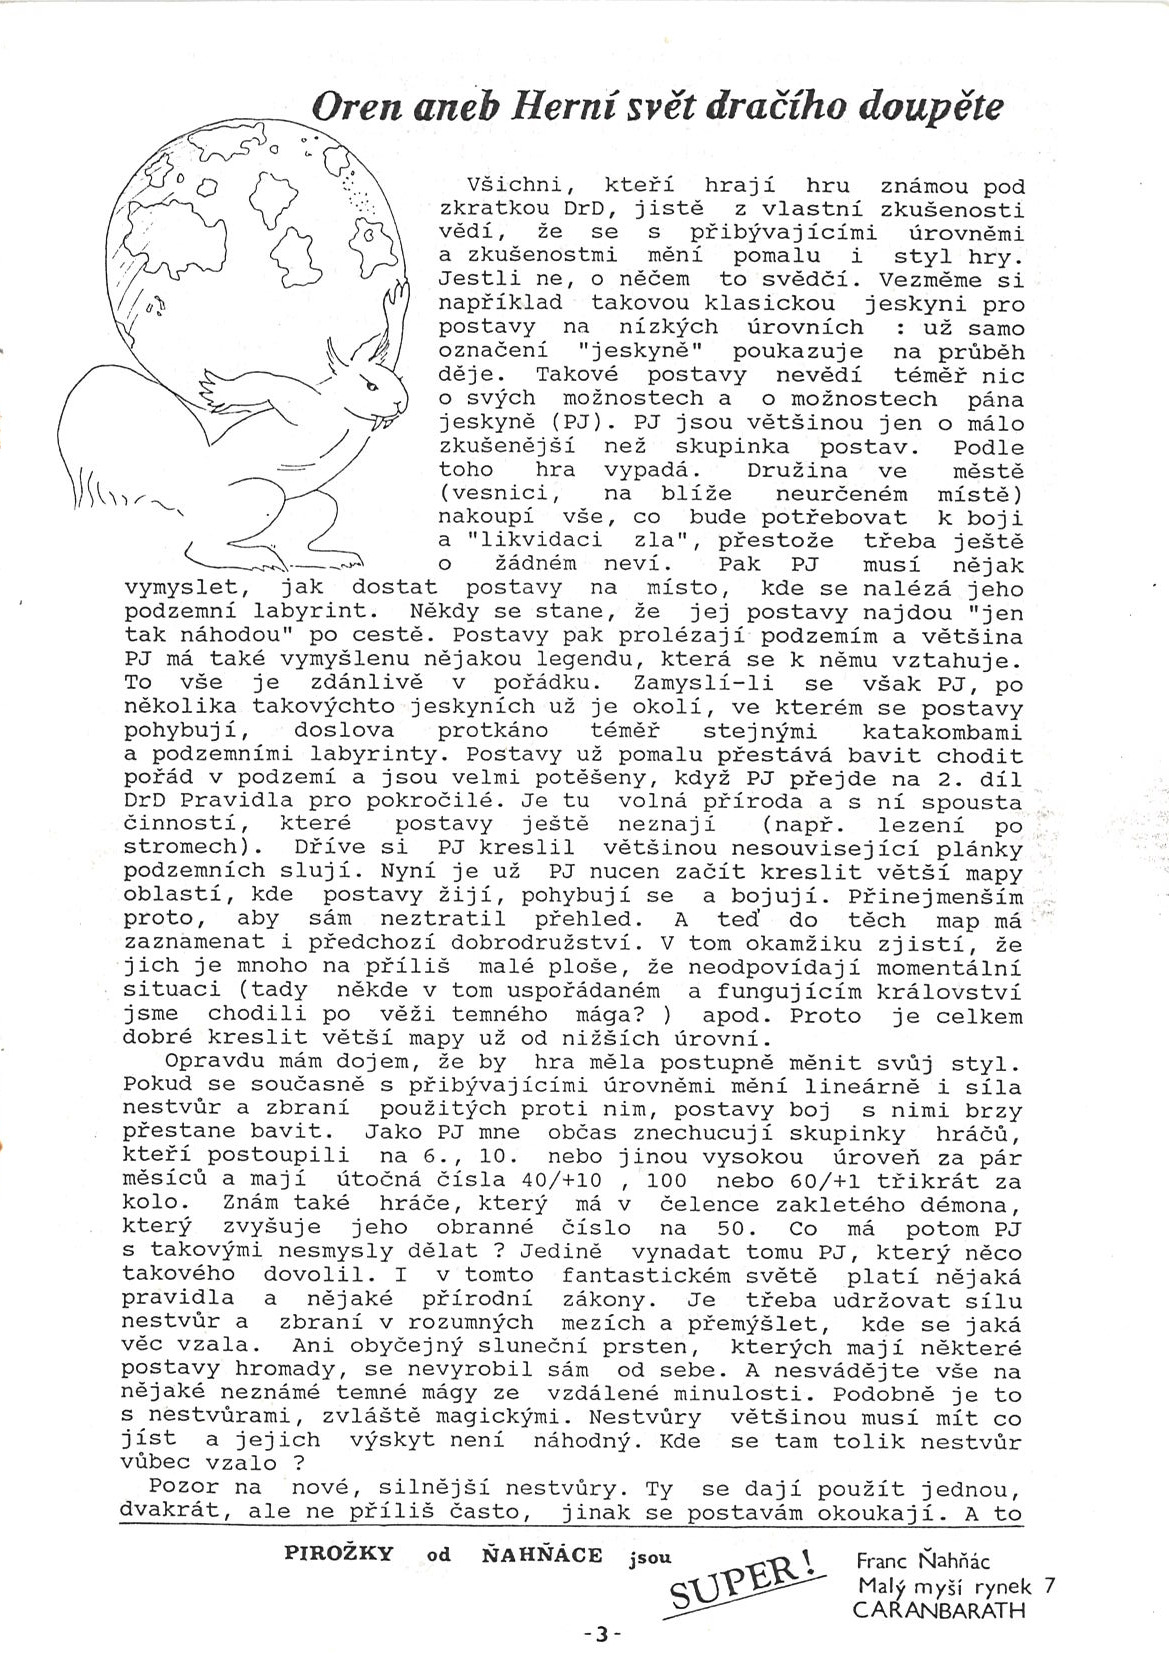 Oren aneb Herní svět dračího doupěte
Všichni, kteří hrají hru známou pod
zkratkou DrD, jistě z vlastní zkušenosti
vědí, že se s přibývajícími úrovněmi
a zkušenostmi mění pomalu i styl hry.
Jestli ne, o něčem to svědčí. Vezměme si
například takovou klasickou jeskyni pro
postavy na nízkých úrovních : už samo
označení "jeskyně" poukazuje na průběh
děje. Takové postavy nevědí téměř nic
o svých možnostech a o možnostech pána
jeskyně (PJ). PJ jsou většinou jen o málo
zkušenější než skupinka postav. Podle
toho hra vypadá. Družina ve městě
(vesnici, na blíže neurčeném místě)
nakoupí vše, co bude potřebovat k boji
a "likvidaci zla", přestože třeba ještě
o žádném neví. Pak PJ musí nějak
vymyslet, jak dostat postavy na místo, kde se nalézá jeho
podzemní labyrint. Někdy se stane, že jej postavy najdou "jen
tak náhodou" po cestě. Postavy pak prolézají podzemím a většina
PJ má také vymyšlenu nějakou legendu, která se k němu vztahuje.
To vše je zdánlivě v pořádku. Zamyslí-li se však PJ, po
několika takovýchto jeskyních už je okolí, ve kterém se postavy
pohybují, doslova protkáno téměř stejnými katakombami
a podzemními labyrinty. Postavy už pomalu přestává bavit chodit
pořád v podzemí a jsou velmi potěšeny, když PJ přejde na 2. díl
DrD Pravidla pro pokročilé. Je tu volná příroda a s ní spousta
činností, které postavy ještě neznají (např. lezení po
stromech). Dříve si PJ kreslil většinou nesouvisející plánky
podzemních slují. Nyní je už PJ nucen začít kreslit větší mapy
oblastí, kde postavy žijí, pohybují se a bojují. Přinejmenším
proto, aby sám neztratil přehled. A teď do těch map má
zaznamenat i předchozí dobrodružství. V tom okamžiku zjistí, že
jich je mnoho na příliš malé ploše, že neodpovídají momentální
situaci (tady někde v tom uspořádaném a fungujícím království
jsme chodili po věži temného mága? ) apod. Proto je celkem
dobré kreslit větší mapy už od nižších úrovní.
Opravdu mám dojem, že by hra měla postupně měnit svůj styl.
Pokud se současně s přibývajícími úrovněmi mění lineárně i síla
nestvůr a zbraní použitých proti nim, postavy boj s nimi brzy
přestane bavit. Jako PJ mne občas znechucují skupinky hráčů,
kteří postoupili na 6., 10. nebo jinou vysokou úroveň za pár
měsíců a mají útočná čísla 40/+10 , 100 nebo 60/+1 třikrát za
kolo. Znám také hráče, který má v čelence zakletého démona,
který zvyšuje jeho obranné číslo na 50. Co má potom PJ
s takovými nesmysly dělat ? Jedině vynadat tomu PJ, který něco
takového dovolil. I v tomto fantastickém světě platí nějaká
pravidla a nějaké přírodní zákony. Je třeba udržovat sílu
nestvůr a zbraní v rozumných mezích a přemýšlet, kde se jaká
věc vzala. Ani obyčejný sluneční prsten, kterých mají některé
postavy hromady, se nevyrobil sám od sebe. A nesvádějte vše na
nějaké neznámé temné mágy ze vzdálené minulosti. Podobně je to
s nestvůrami, zvláště magickými. Nestvůry většinou musí mít co
jíst a jejich výskyt není náhodný. Kde se tam tolik nestvůr
vůbec vzalo ?
Pozor na nové, silnější nestvůry. Ty se dají použít jednou,
dvakrát, ale ne příliš často, jinak se postavám okoukají. A to
PIROŽKY od ŇAHŇÁCE jsou
SUPER!
Franc Ňahňác
Malý myší rynek 7
CARANBARATH
-3-